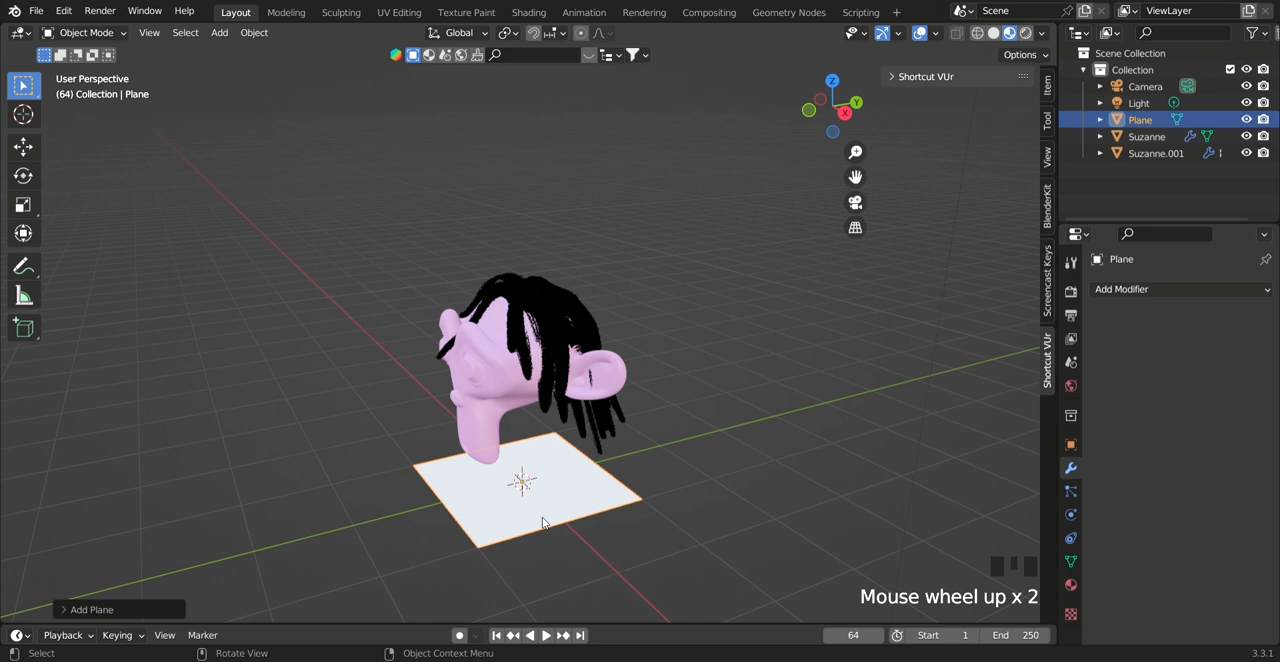 File Edit Render Window Help Layout Modeling Sculpting UV Editing Texture Paint Shading Animation Rendering Compositing Geometry Nodes Scripting + Scene ViewLayer
Object Mode View Select Add Object Global
Options
User Perspective
(64) Collection | Plane
Shortcut VUr
Z
Y
X
Item
Tool
View
BlenderKit
Screencast Keys
Shortcut VUr
Scene Collection
Collection
Camera
Light
Plane
Suzanne
Suzanne.001
Plane
Add Modifier
Mouse wheel up x 2
Add Plane
Playback Keying View Marker 64 Start 1 End 250
Select Rotate View Object Context Menu 3.3.1